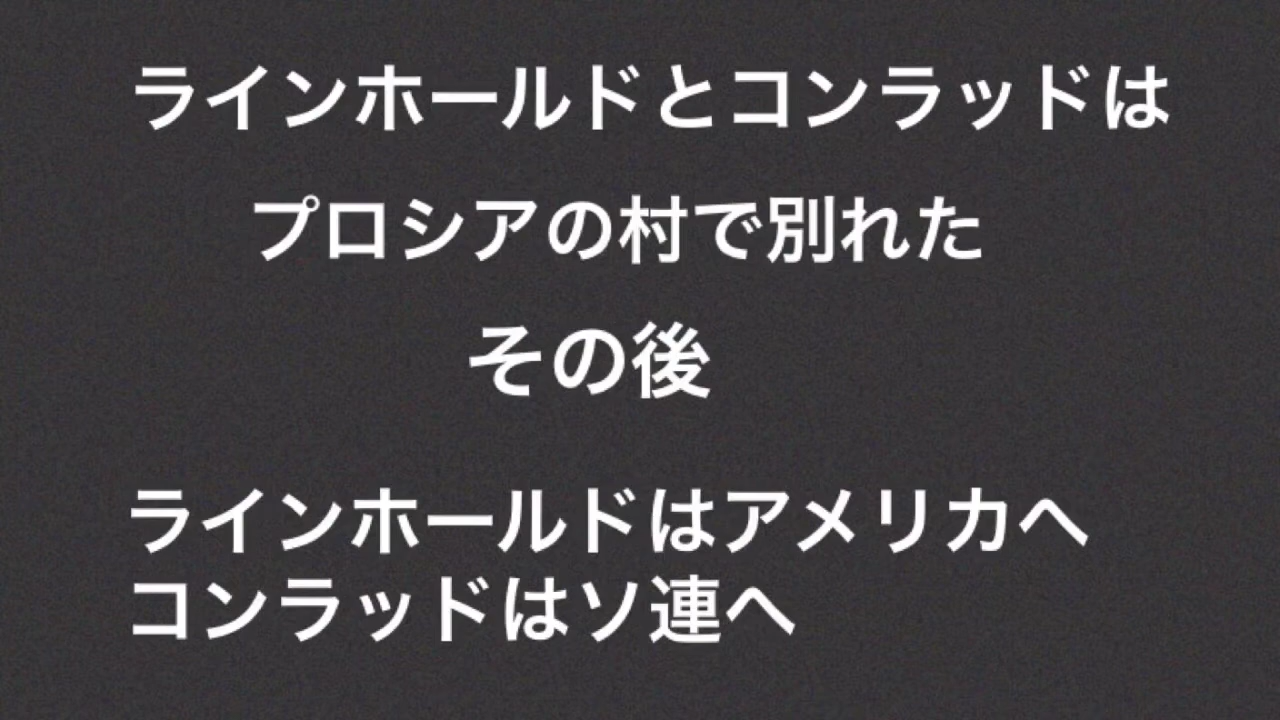 ラインホールドとコンラッドは
プロシアの村で別れた
その後
ラインホールドはアメリカへ
コンラッドはソ連へ